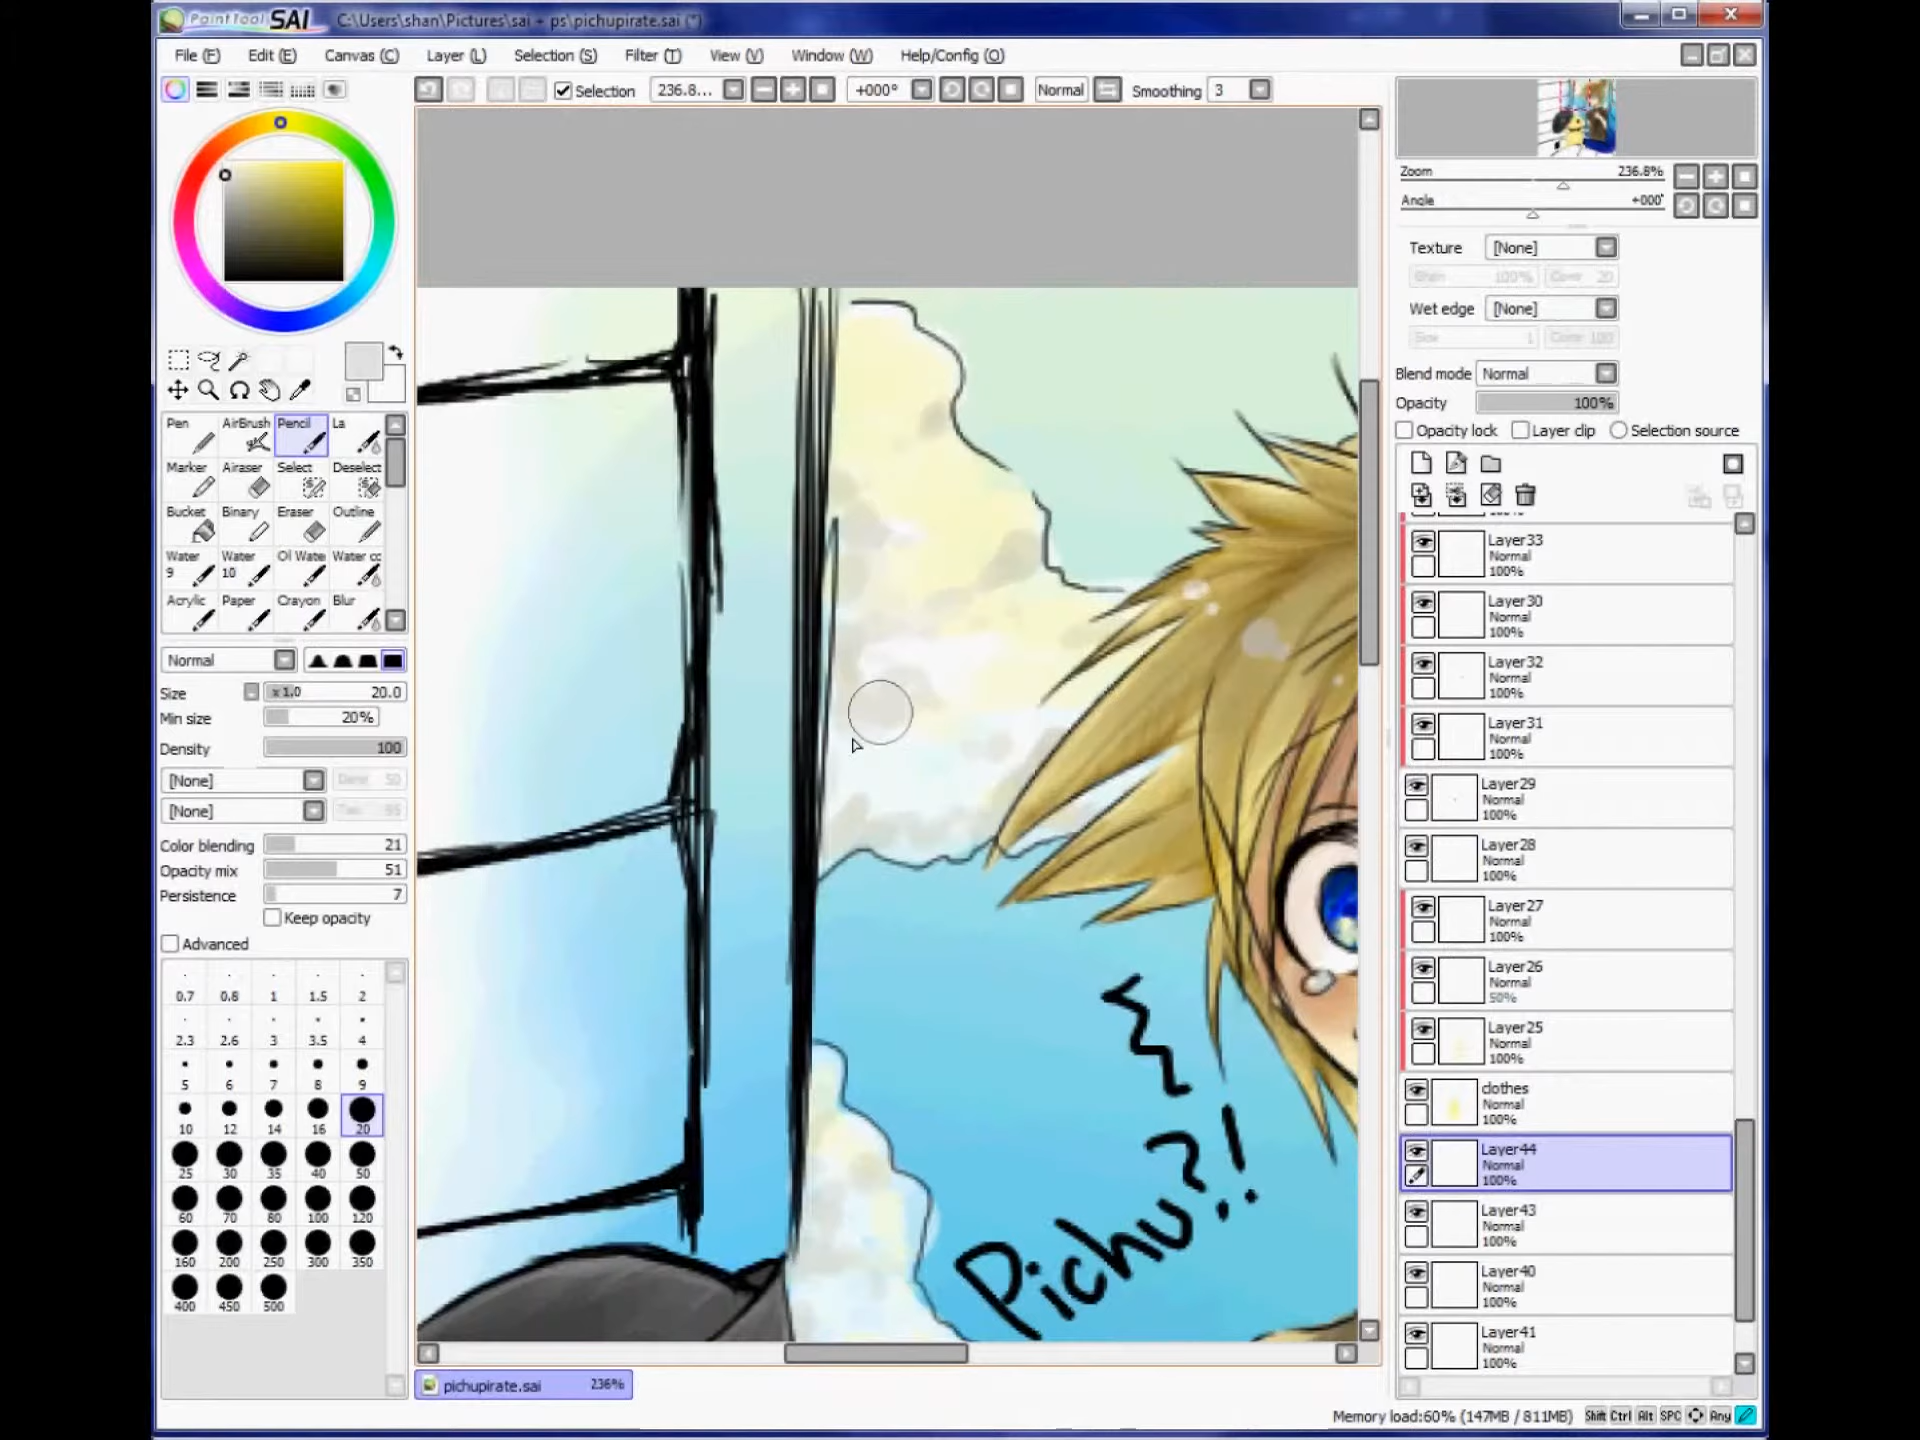 PaintTool SAI C:\Users\shan\Pictures\sai + ps\pichupirate.sai (*)
File (F) Edit (E) Canvas (C) Layer (L) Selection (S) Filter (T) View (V) Window (W) Help/Config (O)
Selection 236.8... +000° Normal Smoothing 3
Zoom 236.8%
Angle +000°
Texture [None]
100% 20
Wet edge [None]
1 100
Blend mode Normal
Opacity 100%
Opacity lock Layer clip Selection source
Pen AirBrush Pencil La
Marker Airaser Select Deselect
Bucket Binary Eraser Outline
Water 9 Water 10 Oil Wate Water cc
Acrylic Paper Crayon Blur
Normal
Size x 1.0 20.0
Min size 20%
Density 100
[None] 50
[None] 95
Color blending 21
Opacity mix 51
Persistence 7
Keep opacity
Advanced
0.7 0.8 1 1.5 2
2.3 2.6 3 3.5 4
5 6 7 8 9
10 12 14 16 20
25 30 35 40 50
60 70 80 100 120
160 200 250 300 350
400 450 500
Pichu?!
Layer33
Normal
100%
Layer30
Normal
100%
Layer32
Normal
100%
Layer31
Normal
100%
Layer29
Normal
100%
Layer28
Normal
100%
Layer27
Normal
100%
Layer26
Normal
50%
Layer25
Normal
100%
clothes
Normal
100%
Layer44
Normal
100%
Layer43
Normal
100%
Layer40
Normal
100%
Layer41
Normal
100%
pichupirate.sai 236%
Memory load:60% (147MB / 811MB) Shift Ctrl Alt SPC Any